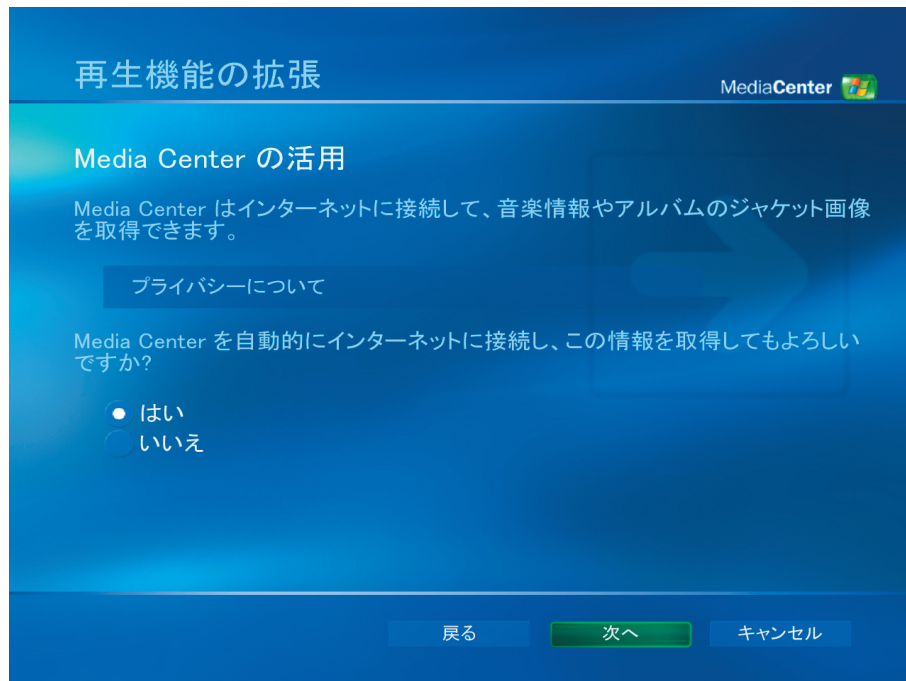 再生機能の拡張
MediaCenter
Media Center の活用
Media Center はインターネットに接続して、音楽情報やアルバムのジャケット画像
を取得できます。
プライバシーについて
Media Center を自動的にインターネットに接続し、この情報を取得してもよろしい
ですか?
はい
いいえ
戻る 次へ キャンセル